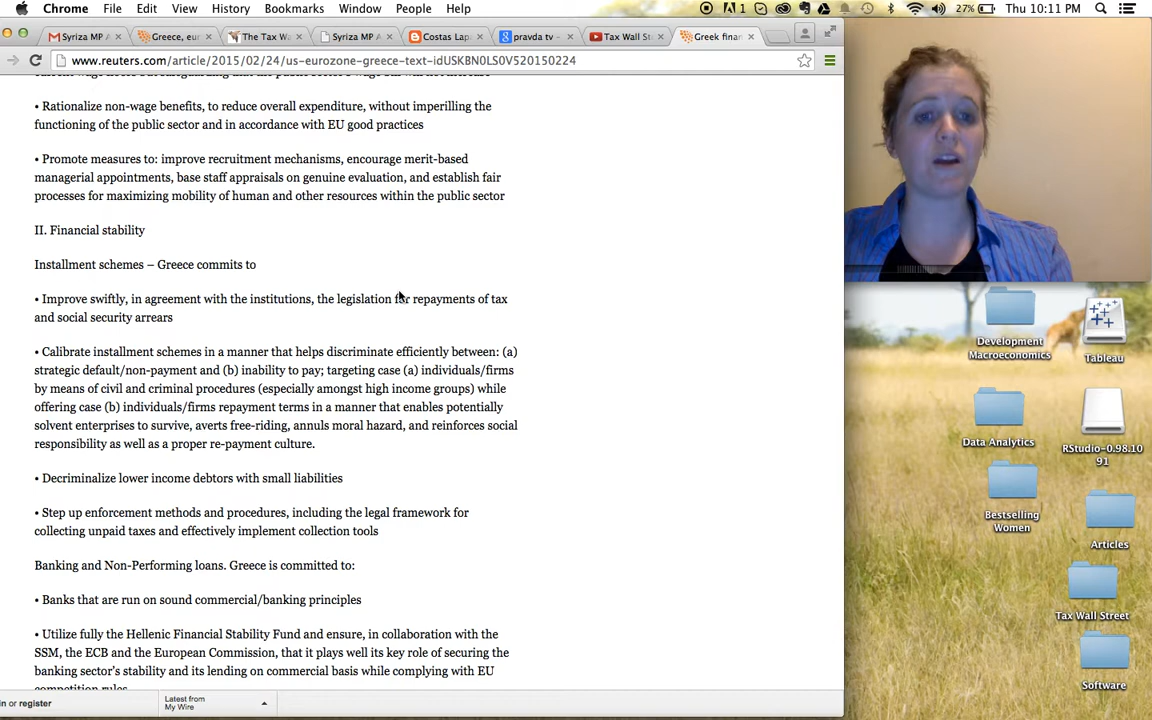 Chrome File Edit View History Bookmarks Window People Help
1 27% Thu 10:11 PM
Syriza MP A
Greece, eur
The Tax Wa
Syriza MP A
Costas Lapa
pravda tv -
Tax Wall St
Greek finan
www.reuters.com/article/2015/02/24/us-eurozone-greece-text-idUSKBN0LS0V520150224
• Rationalize non-wage benefits, to reduce overall expenditure, without imperilling the
functioning of the public sector and in accordance with EU good practices
• Promote measures to: improve recruitment mechanisms, encourage merit-based
managerial appointments, base staff appraisals on genuine evaluation, and establish fair
processes for maximizing mobility of human and other resources within the public sector
II. Financial stability
Installment schemes – Greece commits to
• Improve swiftly, in agreement with the institutions, the legislation for repayments of tax
and social security arrears
• Calibrate installment schemes in a manner that helps discriminate efficiently between: (a)
strategic default/non-payment and (b) inability to pay; targeting case (a) individuals/firms
by means of civil and criminal procedures (especially amongst high income groups) while
offering case (b) individuals/firms repayment terms in a manner that enables potentially
solvent enterprises to survive, averts free-riding, annuls moral hazard, and reinforces social
responsibility as well as a proper re-payment culture.
• Decriminalize lower income debtors with small liabilities
• Step up enforcement methods and procedures, including the legal framework for
collecting unpaid taxes and effectively implement collection tools
Banking and Non-Performing loans. Greece is committed to:
• Banks that are run on sound commercial/banking principles
• Utilize fully the Hellenic Financial Stability Fund and ensure, in collaboration with the
SSM, the ECB and the European Commission, that it plays well its key role of securing the
banking sector's stability and its lending on commercial basis while complying with EU
competition rules.
in or register
Latest from
My Wire
Development
Macroeconomics
Tableau
Data Analytics
RStudio-0.98.10
91
Bestselling
Women
Articles
Tax Wall Street
Software